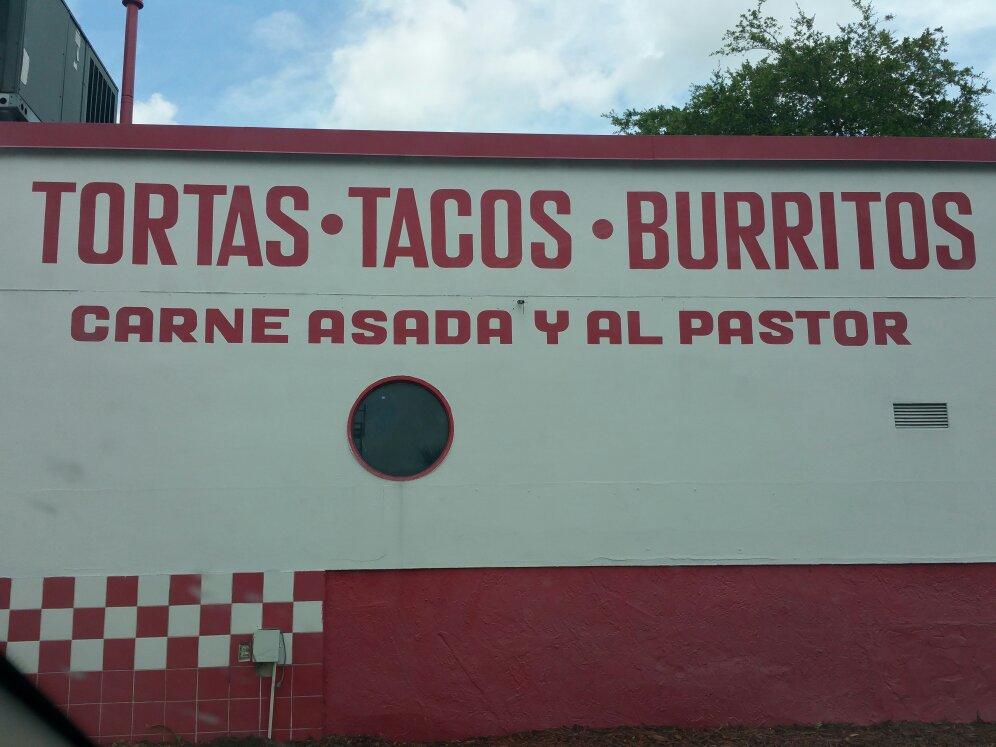 TORTAS • TACOS • BURRITOS
CARNE ASADA Y AL PASTOR